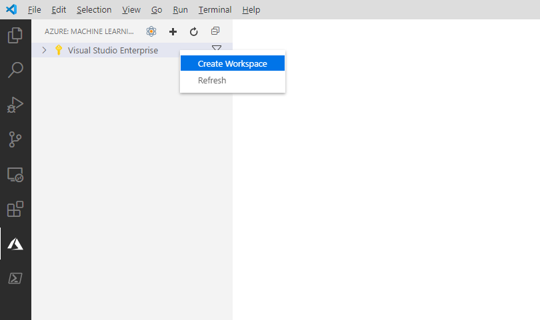 File Edit Selection View Go Run Terminal Help
AZURE: MACHINE LEARNI...
Visual Studio Enterprise
Create Workspace
Refresh